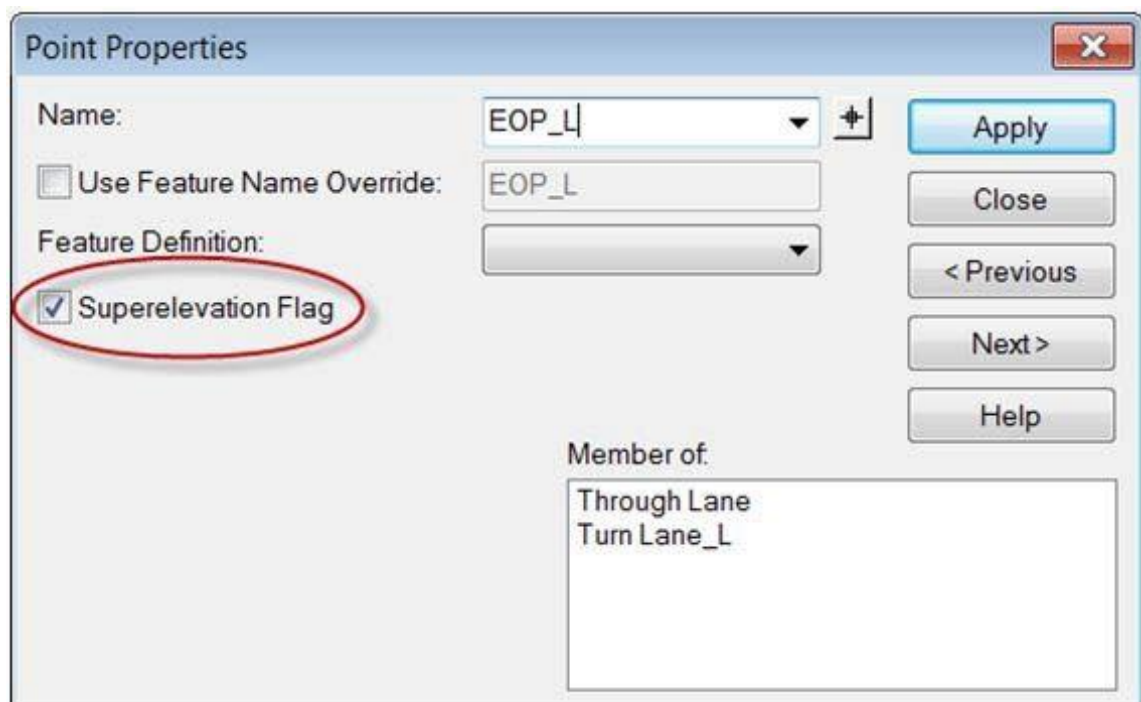 Point Properties
Name:
EOP_L
Apply
Use Feature Name Override:
EOP_L
Close
Feature Definition:
< Previous
Superelevation Flag
Next >
Help
Member of:
Through Lane
Turn Lane_L